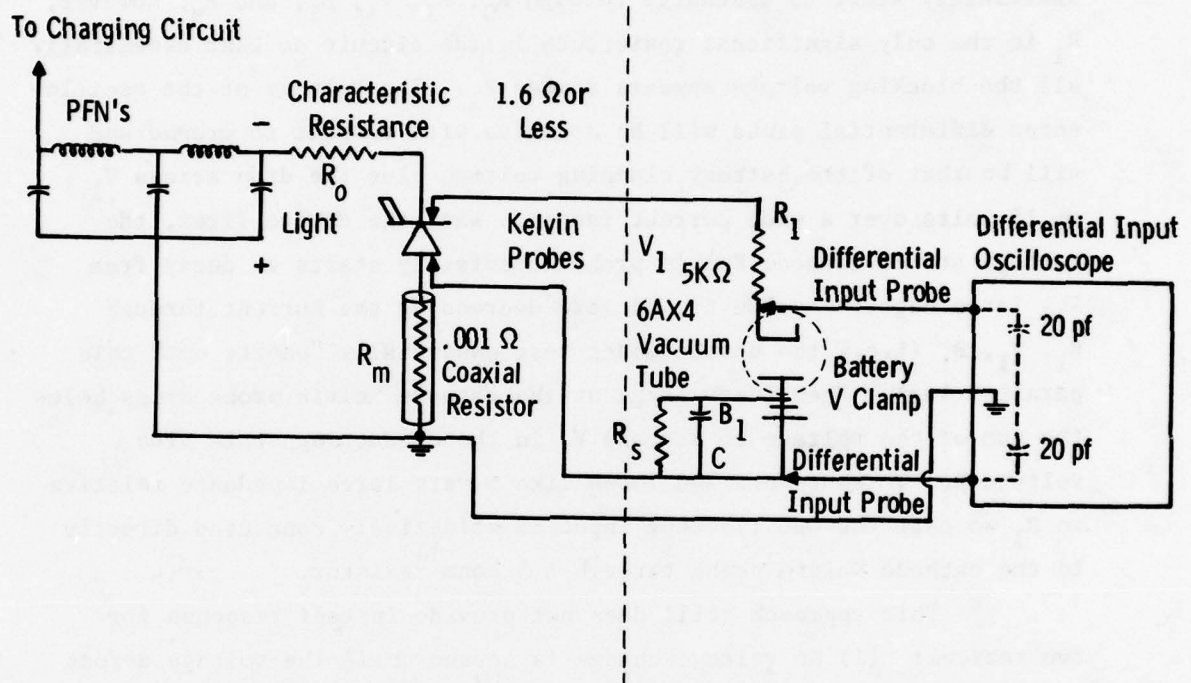 To Charging Circuit
PFN's
−
Characteristic
Resistance
1.6 Ω or
Less
R₀
Light
+
Kelvin
Probes
Rₘ
.001 Ω
Coaxial
Resistor
V₁
R₁
5KΩ
Differential
Input Probe
Differential Input
Oscilloscope
6AX4
Vacuum
Tube
Battery
V Clamp
Rₛ
B₁
C
Differential
Input Probe
20 pf
20 pf